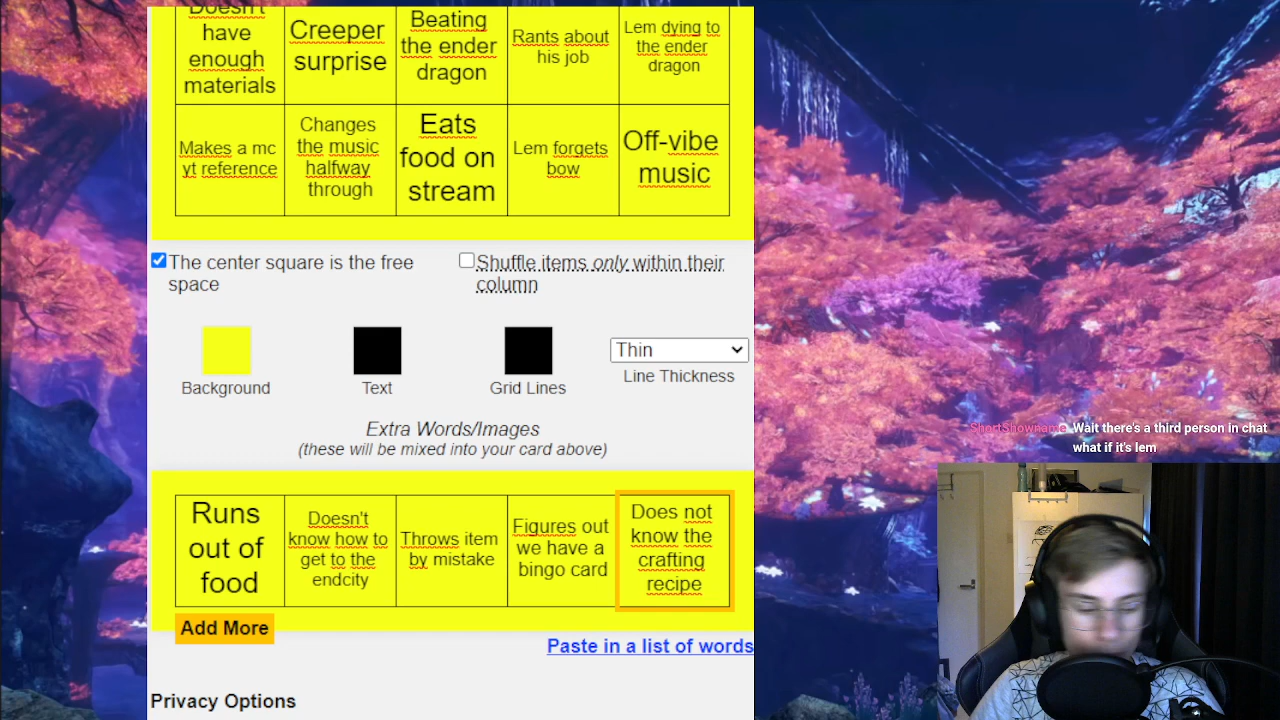 Doesn't
have
enough
materials
Creeper
surprise
Beating
the ender
dragon
Rants about
his job
Lem dying to
the ender
dragon
Makes a mc
yt reference
Changes
the music
halfway
through
Eats
food on
stream
Lem forgets
bow
Off-vibe
music
The center square is the free
space
Shuffle items only within their
column
Background
Text
Grid Lines
Thin
Line Thickness
Extra Words/Images
(these will be mixed into your card above)
Runs
out of
food
Doesn't
know how to
get to the
endcity
Throws item
by mistake
Figures out
we have a
bingo card
Does not
know the
crafting
recipe
Add More
Paste in a list of words
Privacy Options
ShortShowname Wait there's a third person in chat
what if it's lem